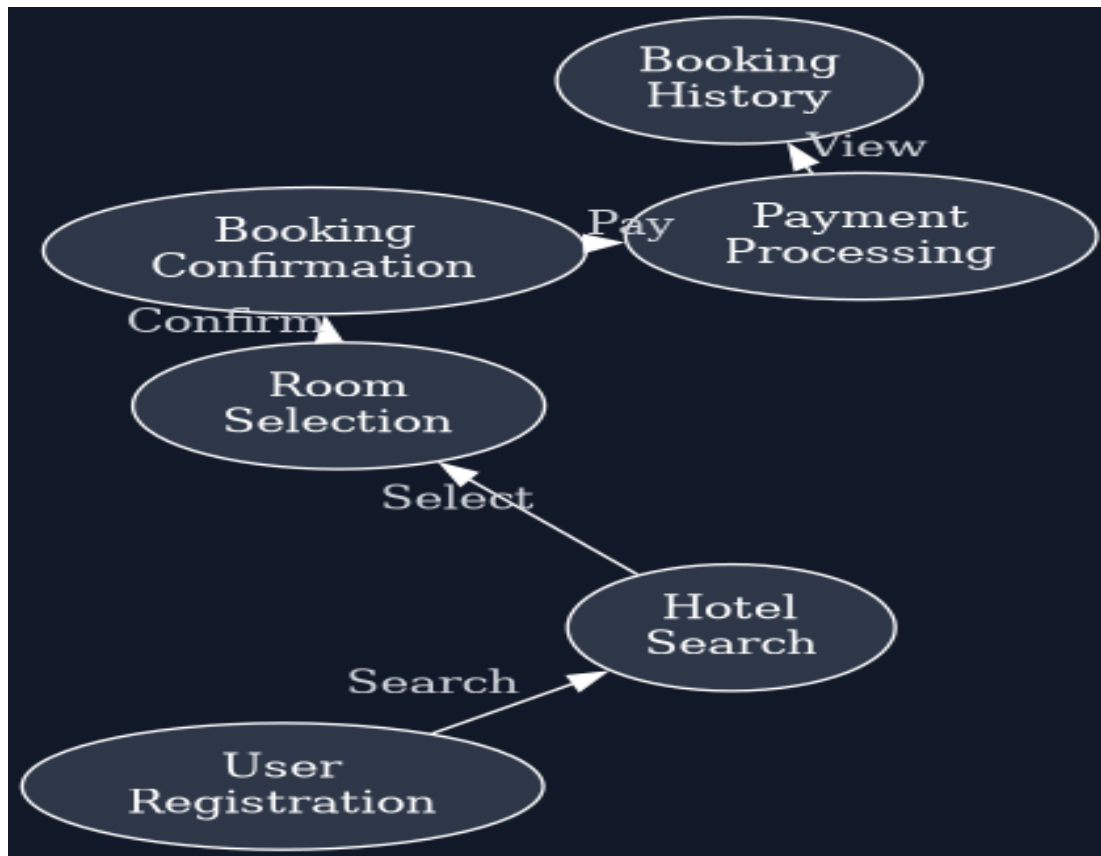 Booking
History
View
Payment
Processing
Pay
Booking
Confirmation
Confirm
Room
Selection
Select
Hotel
Search
Search
User
Registration